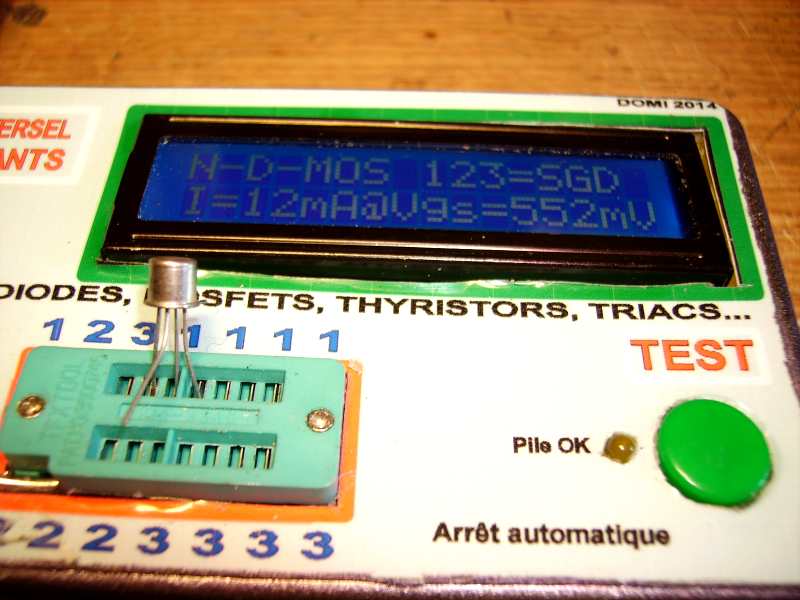 DOMI 2014
ERSEL
ANTS
N-D-MOS 123=SGD
I=12mA@Vgs=552mV
DIODES, OSFETS, THYRISTORS, TRIACS...
1 2 3 1 1 1 1
TEST
Pile OK
2 2 3 3 3 3
Arrêt automatique